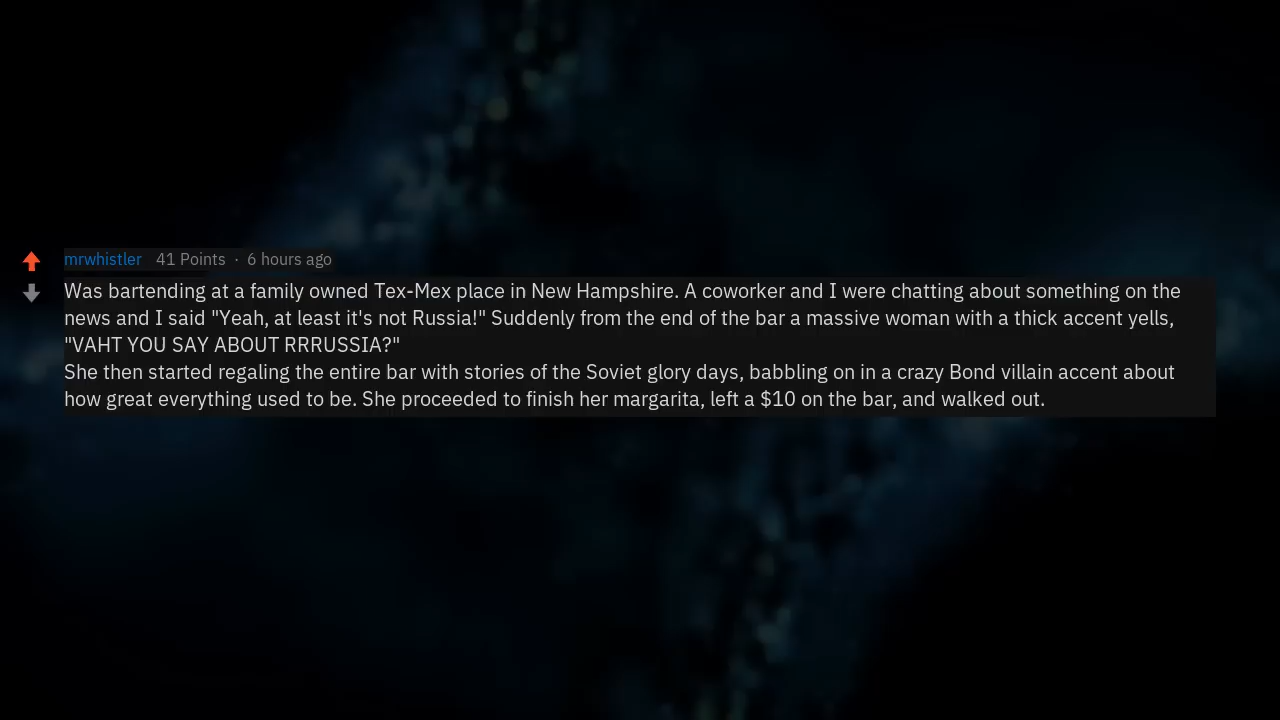 mrwhistler 41 Points · 6 hours ago
Was bartending at a family owned Tex-Mex place in New Hampshire. A coworker and I were chatting about something on the
news and I said "Yeah, at least it's not Russia!" Suddenly from the end of the bar a massive woman with a thick accent yells,
"VAHT YOU SAY ABOUT RRRUSSIA?"
She then started regaling the entire bar with stories of the Soviet glory days, babbling on in a crazy Bond villain accent about
how great everything used to be. She proceeded to finish her margarita, left a $10 on the bar, and walked out.